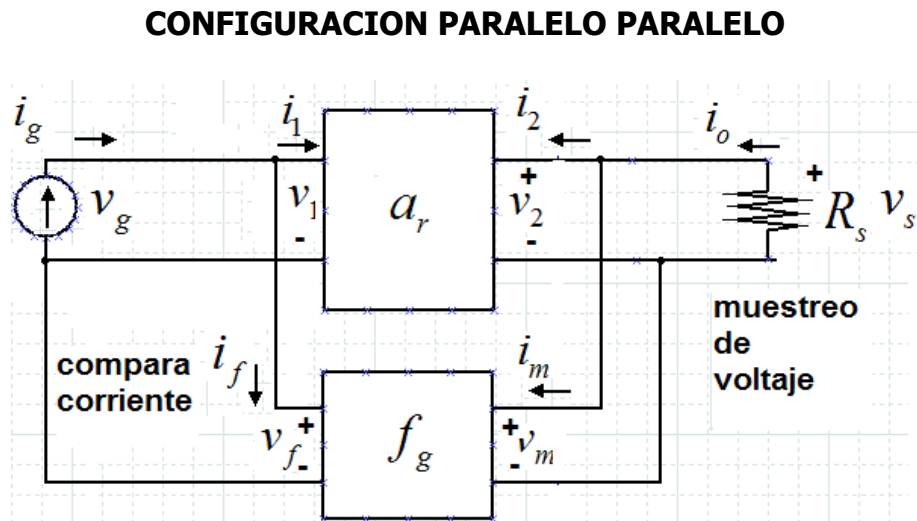 CONFIGURACION PARALELO PARALELO
i_g
i_1
i_2
i_o
v_g
v_1
-
a_r
+
v_2
-
+
R_s
v_s
muestreo
de
voltaje
compara
corriente
i_f
i_m
v_f
+
-
f_g
+
v_m
-